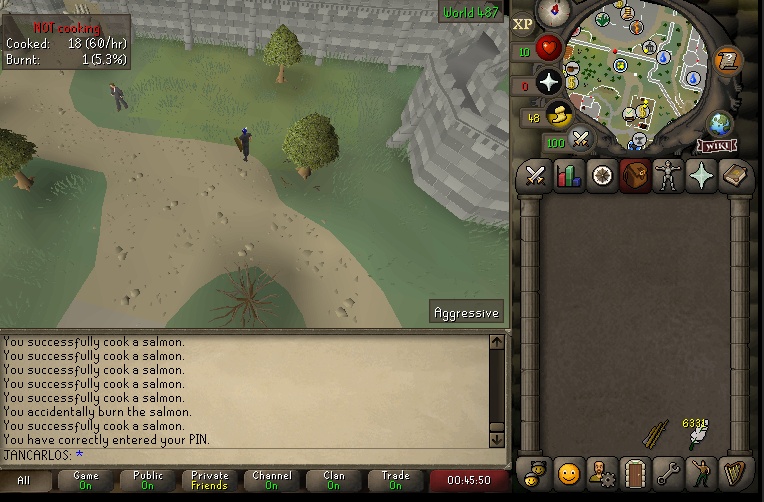 NOT cooking
Cooked: 18 (60/hr)
Burnt: 1 (5.3%)
World 487
XP
10
0
48
100
WIKI
Aggressive
You successfully cook a salmon.
You successfully cook a salmon.
You successfully cook a salmon.
You successfully cook a salmon.
You successfully cook a salmon.
You accidentally burn the salmon.
You successfully cook a salmon.
You have correctly entered your PIN.
JANCARLOS: *
6331
All
Game
On
Public
On
Private
Friends
Channel
On
Clan
On
Trade
On
00:45:50